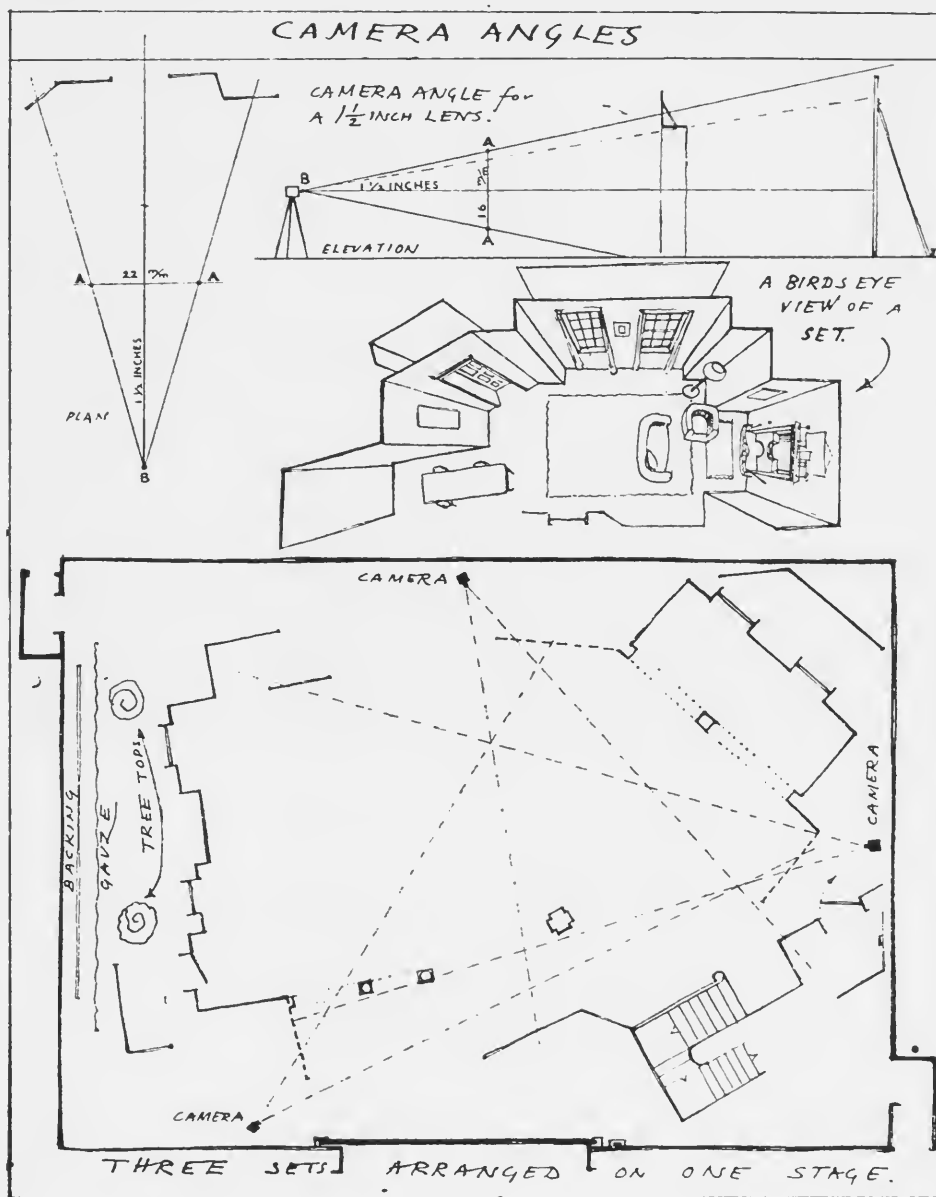 CAMERA ANGLES
CAMERA ANGLE for
A 1½ INCH LENS.
A
B
1½ INCHES
16 m/m
A
ELEVATION
A
22 m/m
A
1½ INCHES
PLAN
B
A BIRDS EYE
VIEW OF A
SET.
CAMERA
BACKING
GAUZE
TREE TOPS
CAMERA
CAMERA
THREE SETS ARRANGED ON ONE STAGE.